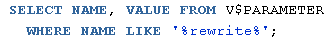 SELECT NAME, VALUE FROM V$PARAMETER
WHERE NAME LIKE '%rewrite%';